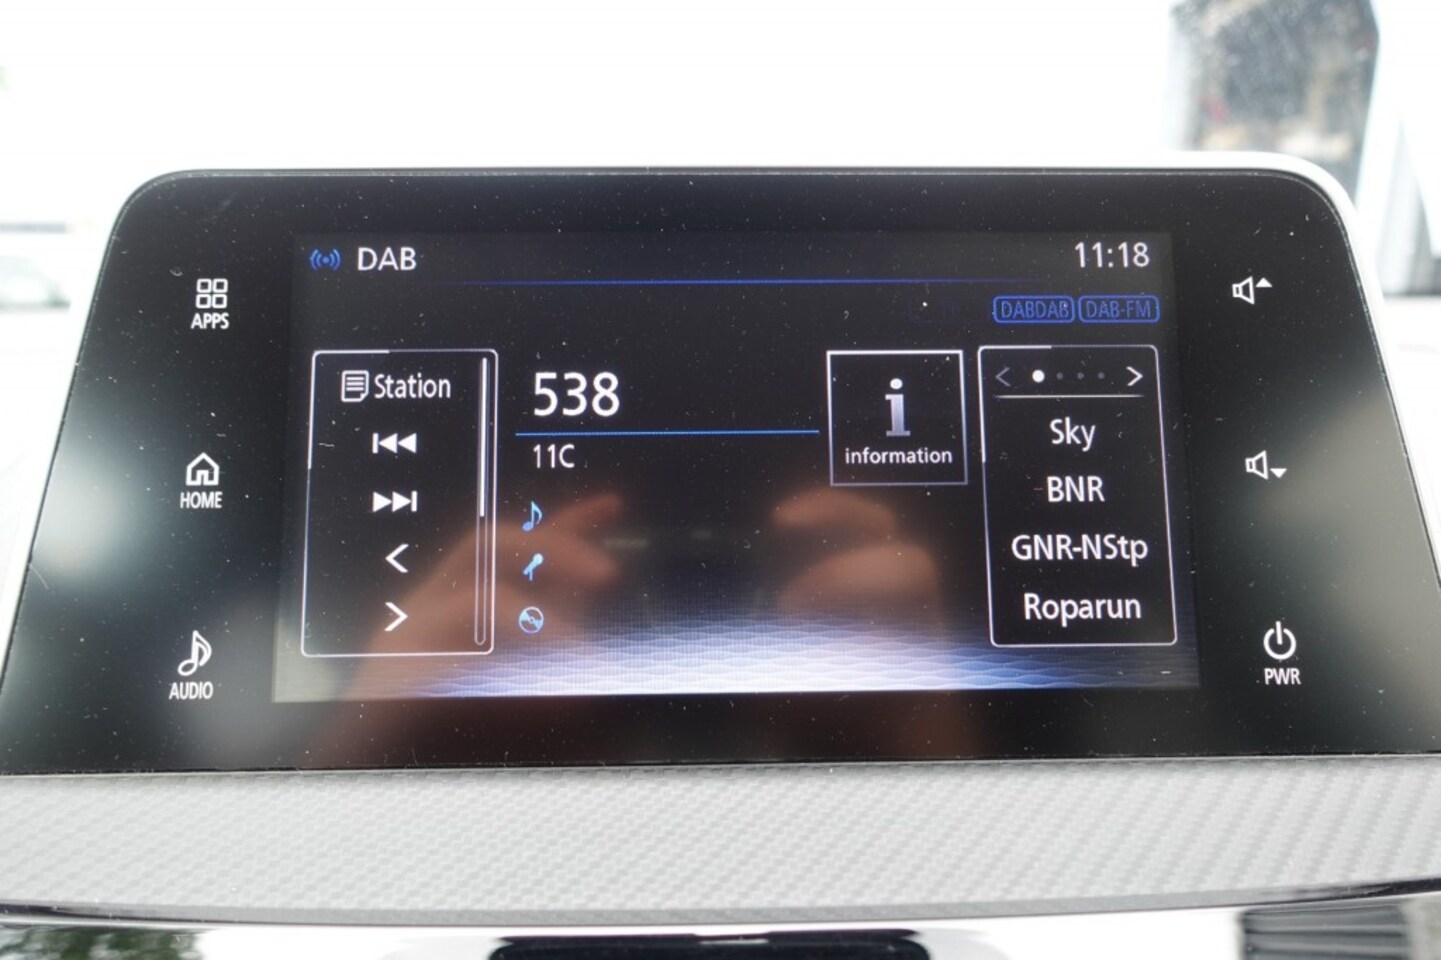 DAB
11:18
DABDAB DAB-FM
APPS
HOME
AUDIO
Station
538
11C
information
Sky
BNR
GNR-NStp
Roparun
PWR